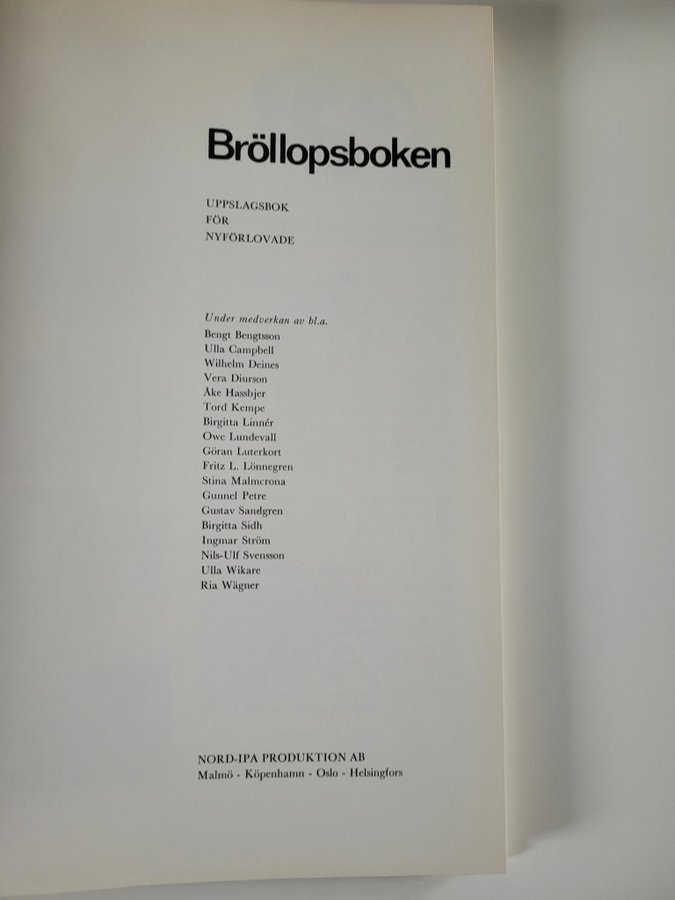 Bröllopsboken
UPPSLAGSBOK
FÖR
NYFÖRLOVADE
Under medverkan av bl.a.
Bengt Bengtsson
Ulla Campbell
Wilhelm Deines
Vera Diurson
Åke Hassbjer
Tord Kempe
Birgitta Linnér
Owe Lundevall
Göran Luterkort
Fritz L. Lönnegren
Stina Malmcrona
Gunnel Petre
Gustav Sandgren
Birgitta Sidh
Ingmar Ström
Nils-Ulf Svensson
Ulla Wikare
Ria Wägner
NORD-IPA PRODUKTION AB
Malmö - Köpenhamn - Oslo - Helsingfors